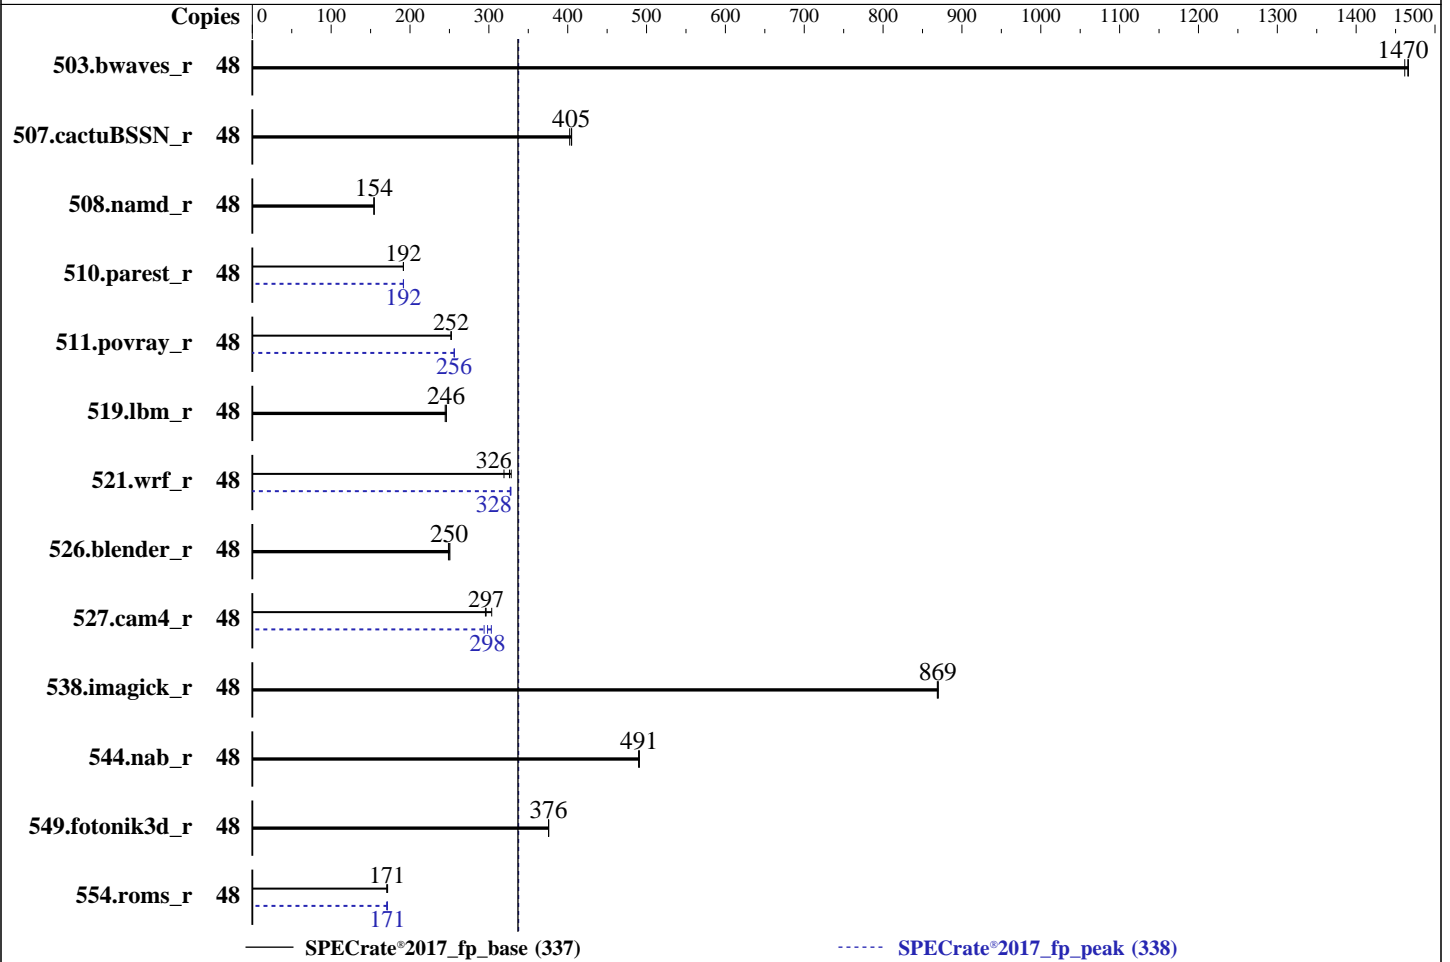 Copies 0 100 200 300 400 500 600 700 800 900 1000 1100 1200 1300 1400 1500
1470
503.bwaves_r 48
405
507.cactuBSSN_r 48
154
508.namd_r 48
192
510.parest_r 48
192
252
511.povray_r 48
256
246
519.lbm_r 48
326
521.wrf_r 48
328
250
526.blender_r 48
297
527.cam4_r 48
298
869
538.imagick_r 48
491
544.nab_r 48
376
549.fotonik3d_r 48
171
554.roms_r 48
171
SPECrate®2017_fp_base (337) SPECrate®2017_fp_peak (338)